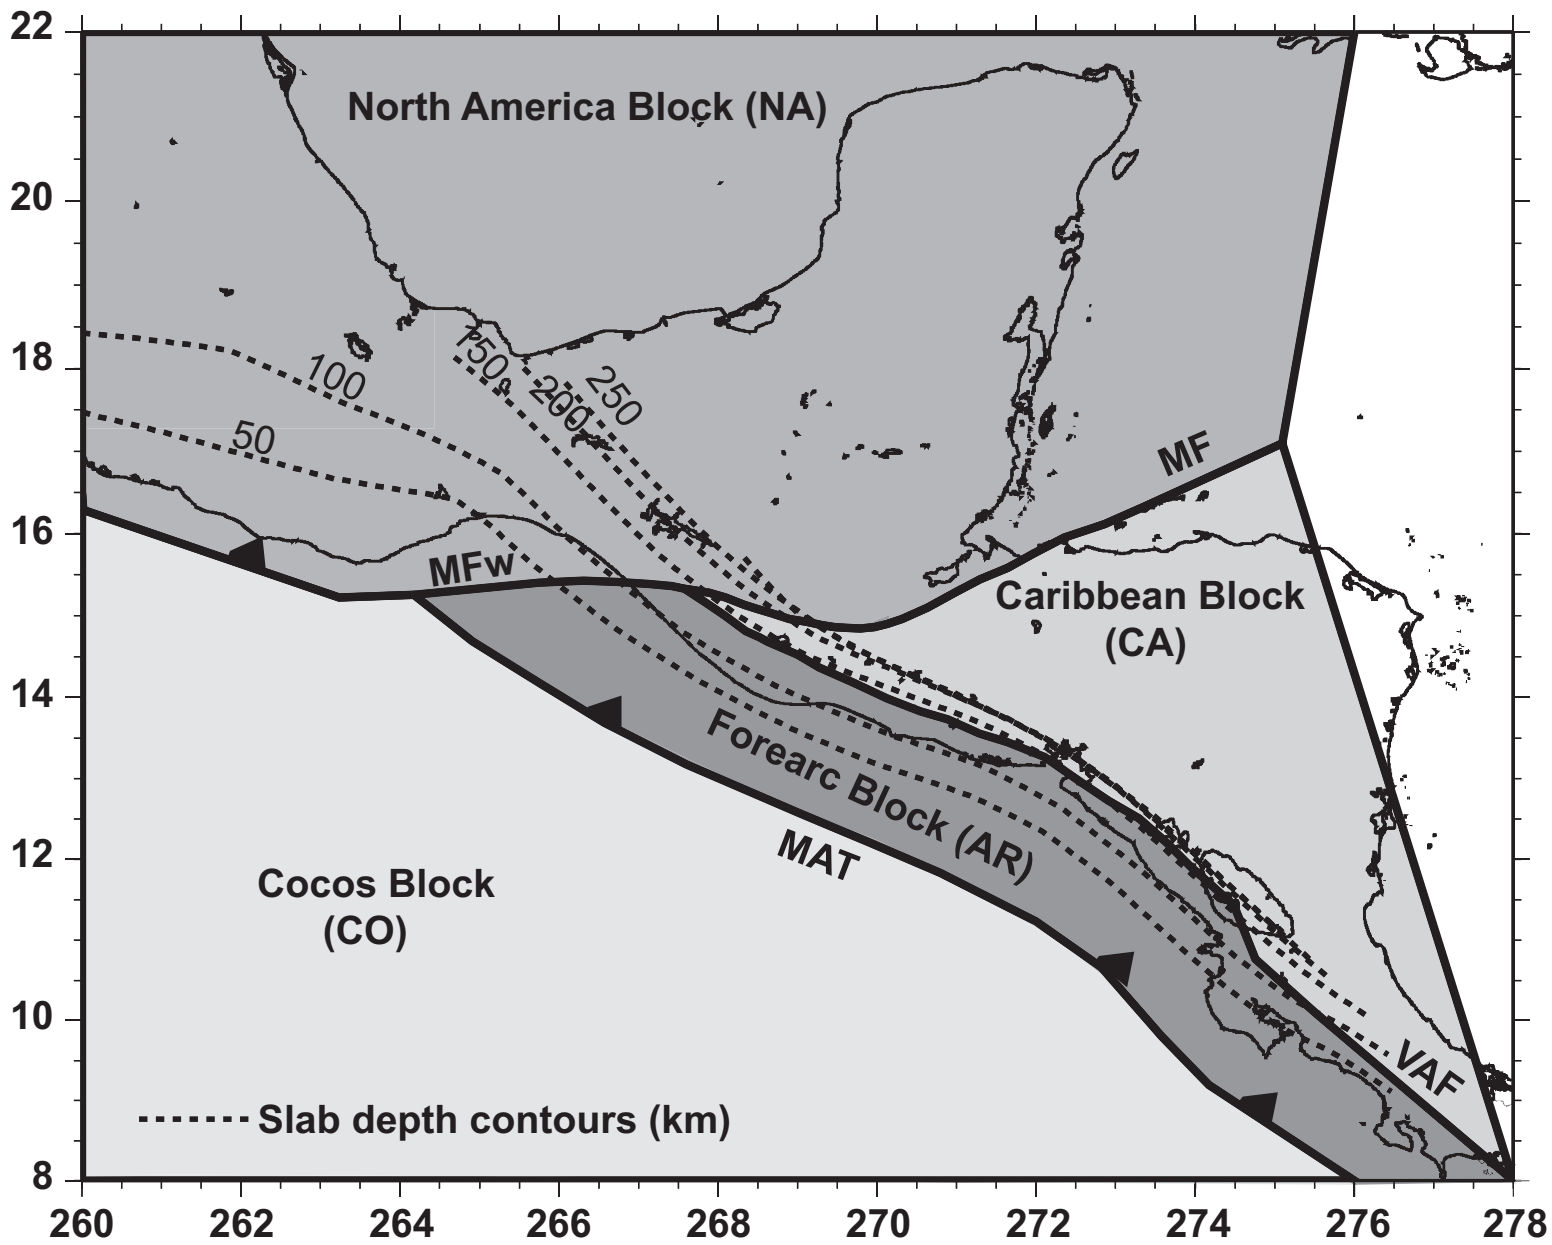 22
North America Block (NA)
20
18
100
150
200
250
50
MF
16
MFw
Caribbean Block
(CA)
14
Forearc Block (AR)
MAT
12
Cocos Block
(CO)
10
VAF
Slab depth contours (km)
8
260 262 264 266 268 270 272 274 276 278